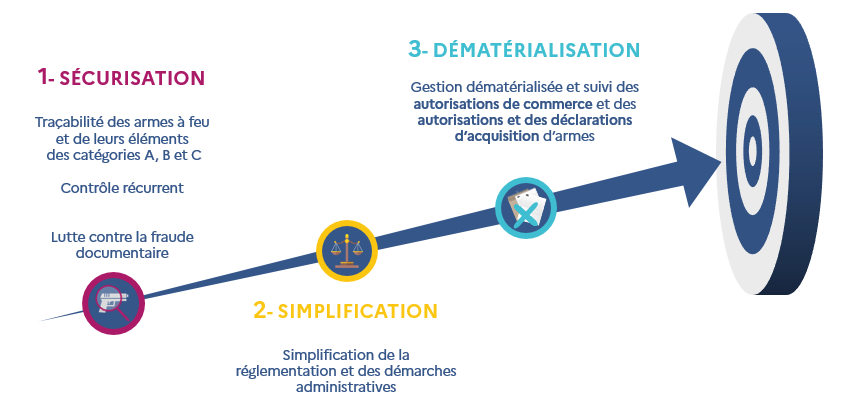 1- SÉCURISATION
Traçabilité des armes à feu
et de leurs éléments
des catégories A, B et C
Contrôle récurrent
Lutte contre la fraude
documentaire
2- SIMPLIFICATION
Simplification de la
réglementation et des démarches
administratives
3- DÉMATÉRIALISATION
Gestion dématérialisée et suivi des
autorisations de commerce et des
autorisations et des déclarations
d'acquisition d'armes